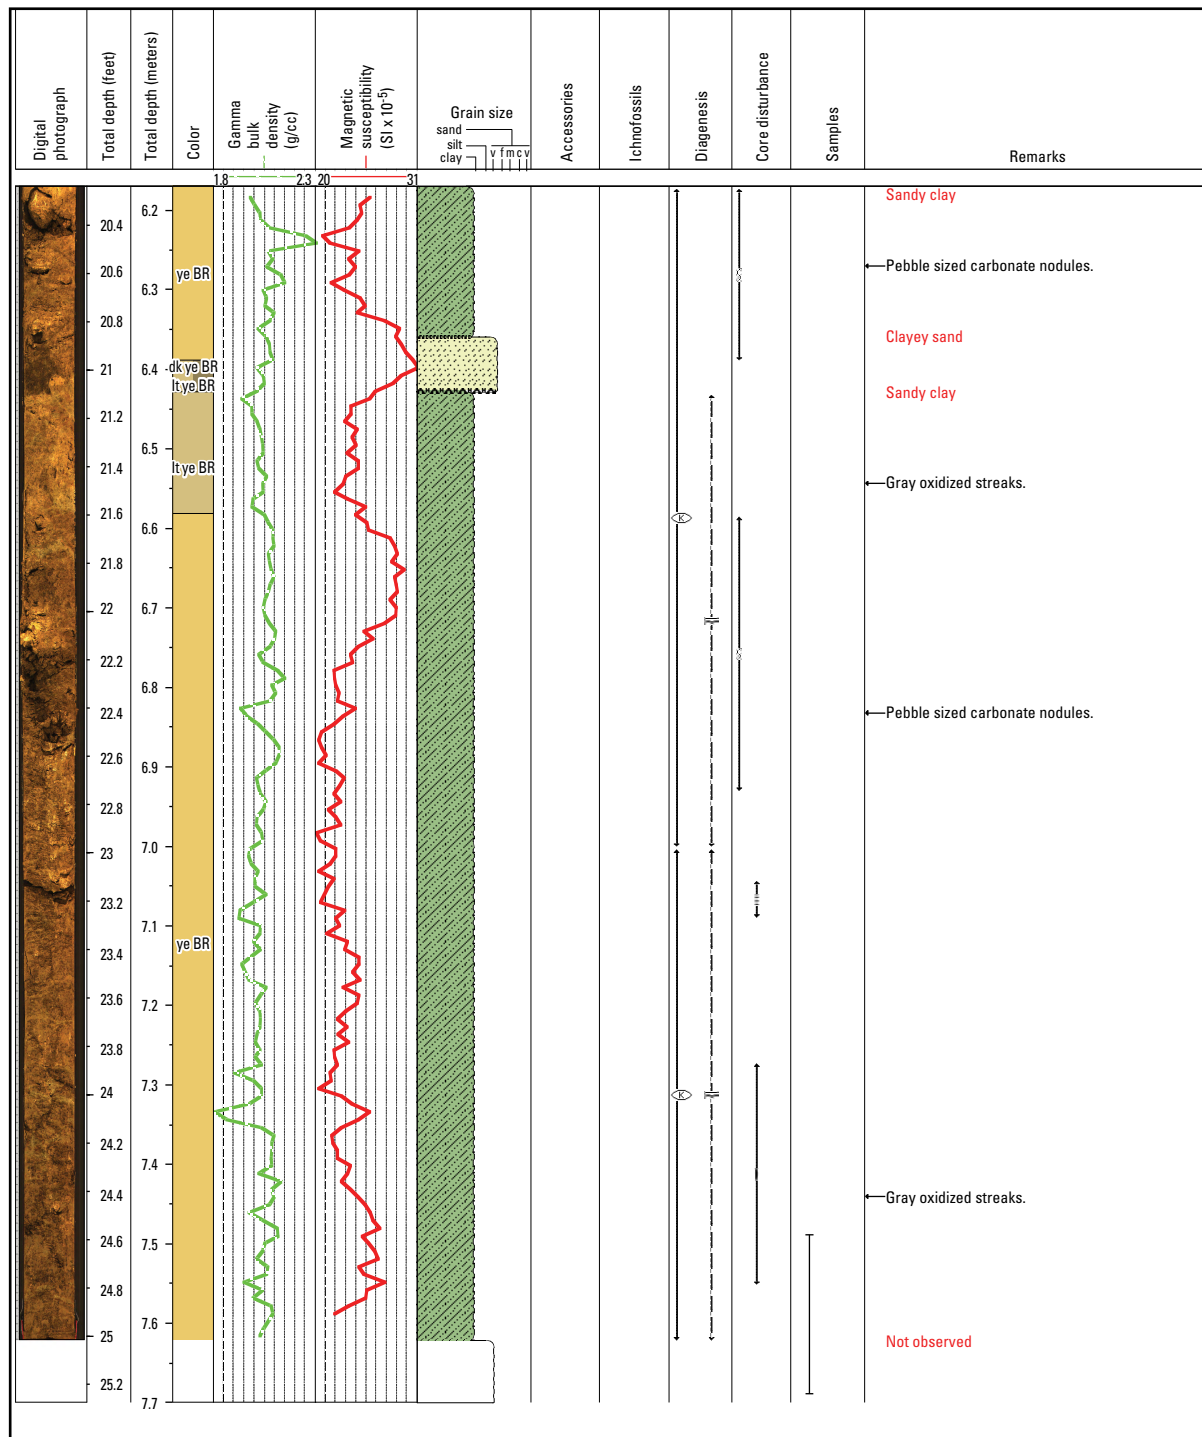 Digital photograph
Total depth (feet)
Total depth (meters)
Color
Gamma bulk density (g/cc)
Magnetic susceptibility (SI x 10-5)
Grain size
sand
silt
clay
v f m c v
Accessories
Ichnofossils
Diagenesis
Core disturbance
Samples
Remarks
1.8 2.3 20 31
Sandy clay
6.2
20.4
Pebble sized carbonate nodules.
ye BR
20.6
6.3
20.8
Clayey sand
dk ye BR
21
6.4
lt ye BR
Sandy clay
21.2
6.5
lt ye BR
21.4
Gray oxidized streaks.
21.6
K
6.6
21.8
22
6.7
22.2
6.8
22.4
Pebble sized carbonate nodules.
22.6
6.9
22.8
7.0
23
23.2
7.1
ye BR
23.4
23.6
7.2
23.8
7.3
24
K
24.2
7.4
24.4
Gray oxidized streaks.
24.6
7.5
24.8
7.6
25
Not observed
25.2
7.7